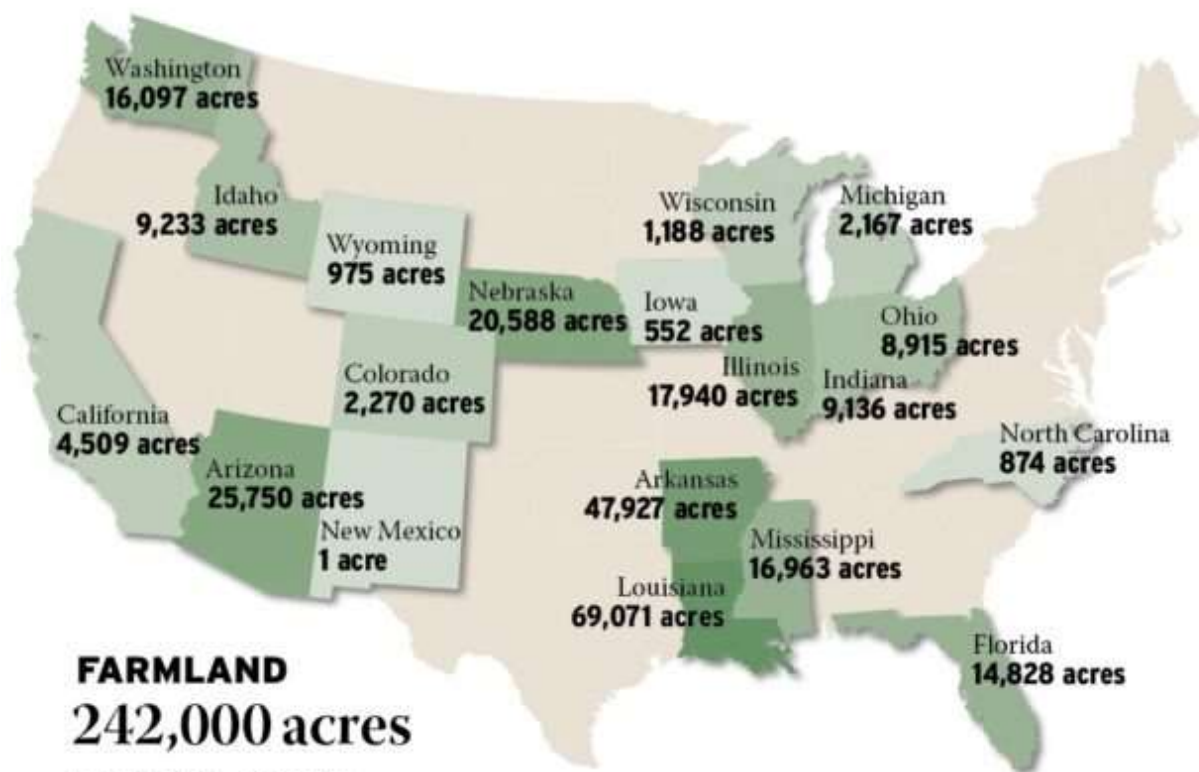 Washington
16,097 acres
Idaho
9,233 acres
Wyoming
975 acres
Nebraska
20,588 acres
Iowa
552 acres
Wisconsin
1,188 acres
Michigan
2,167 acres
Ohio
8,915 acres
Illinois
17,940 acres
Indiana
9,136 acres
Colorado
2,270 acres
California
4,509 acres
Arizona
25,750 acres
New Mexico
1 acre
Arkansas
47,927 acres
Mississippi
16,963 acres
Louisiana
69,071 acres
North Carolina
874 acres
Florida
14,828 acres
FARMLAND
242,000 acres